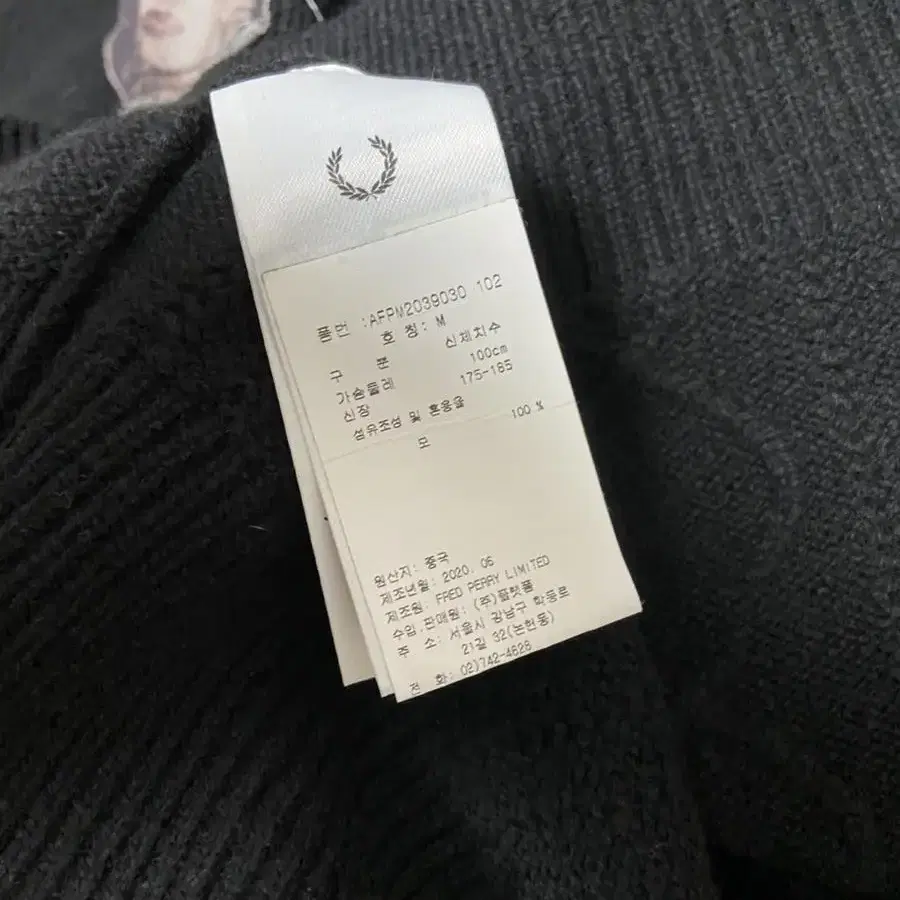 품번 :AFPM2039030 102
호 칭: M
구 분 신체치수
가슴둘레 100cm
신장 175-185
섬유조성 및 혼용율
모 100 %
원산지: 중국
제조년월: 2020. 06
제조원: FRED PERRY LIMITED
수입 판매원: (주)플랫폼
주 소: 서울시 강남구 학동로
21길 32(논현동)
전 화: 02)742-4628